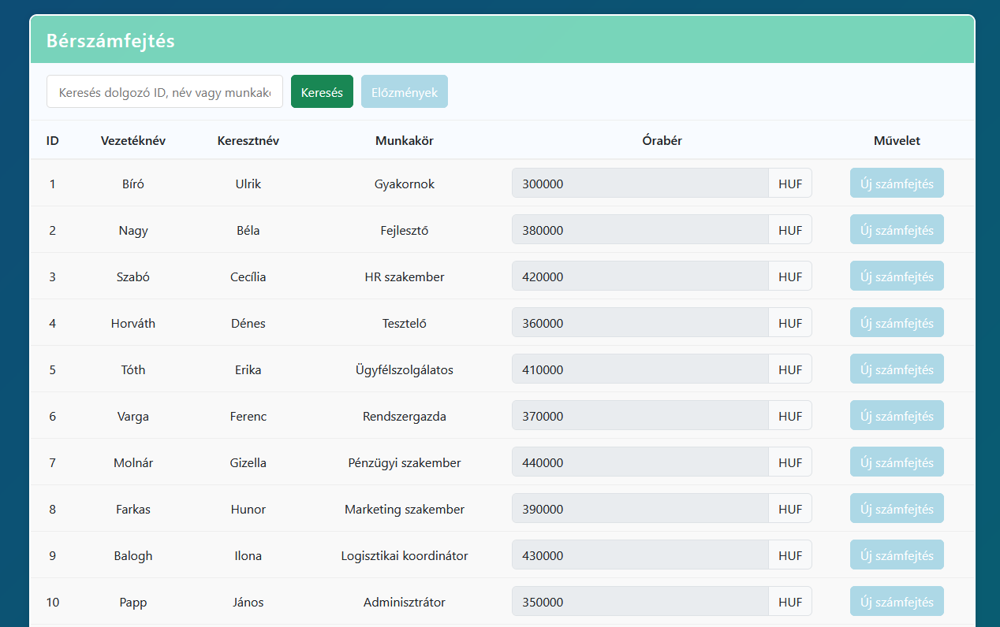 Bérszámfejtés
Keresés dolgozó ID, név vagy munkakö Keresés Előzmények
ID Vezetéknév Keresztnév Munkakör Órabér Művelet
1 Bíró Ulrik Gyakornok 300000 HUF Új számfejtés
2 Nagy Béla Fejlesztő 380000 HUF Új számfejtés
3 Szabó Cecília HR szakember 420000 HUF Új számfejtés
4 Horváth Dénes Tesztelő 360000 HUF Új számfejtés
5 Tóth Erika Ügyfélszolgálatos 410000 HUF Új számfejtés
6 Varga Ferenc Rendszergazda 370000 HUF Új számfejtés
7 Molnár Gizella Pénzügyi szakember 440000 HUF Új számfejtés
8 Farkas Hunor Marketing szakember 390000 HUF Új számfejtés
9 Balogh Ilona Logisztikai koordinátor 430000 HUF Új számfejtés
10 Papp János Adminisztrátor 350000 HUF Új számfejtés